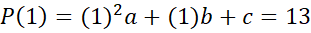 P(1) = (1)²a + (1)b + c = 13